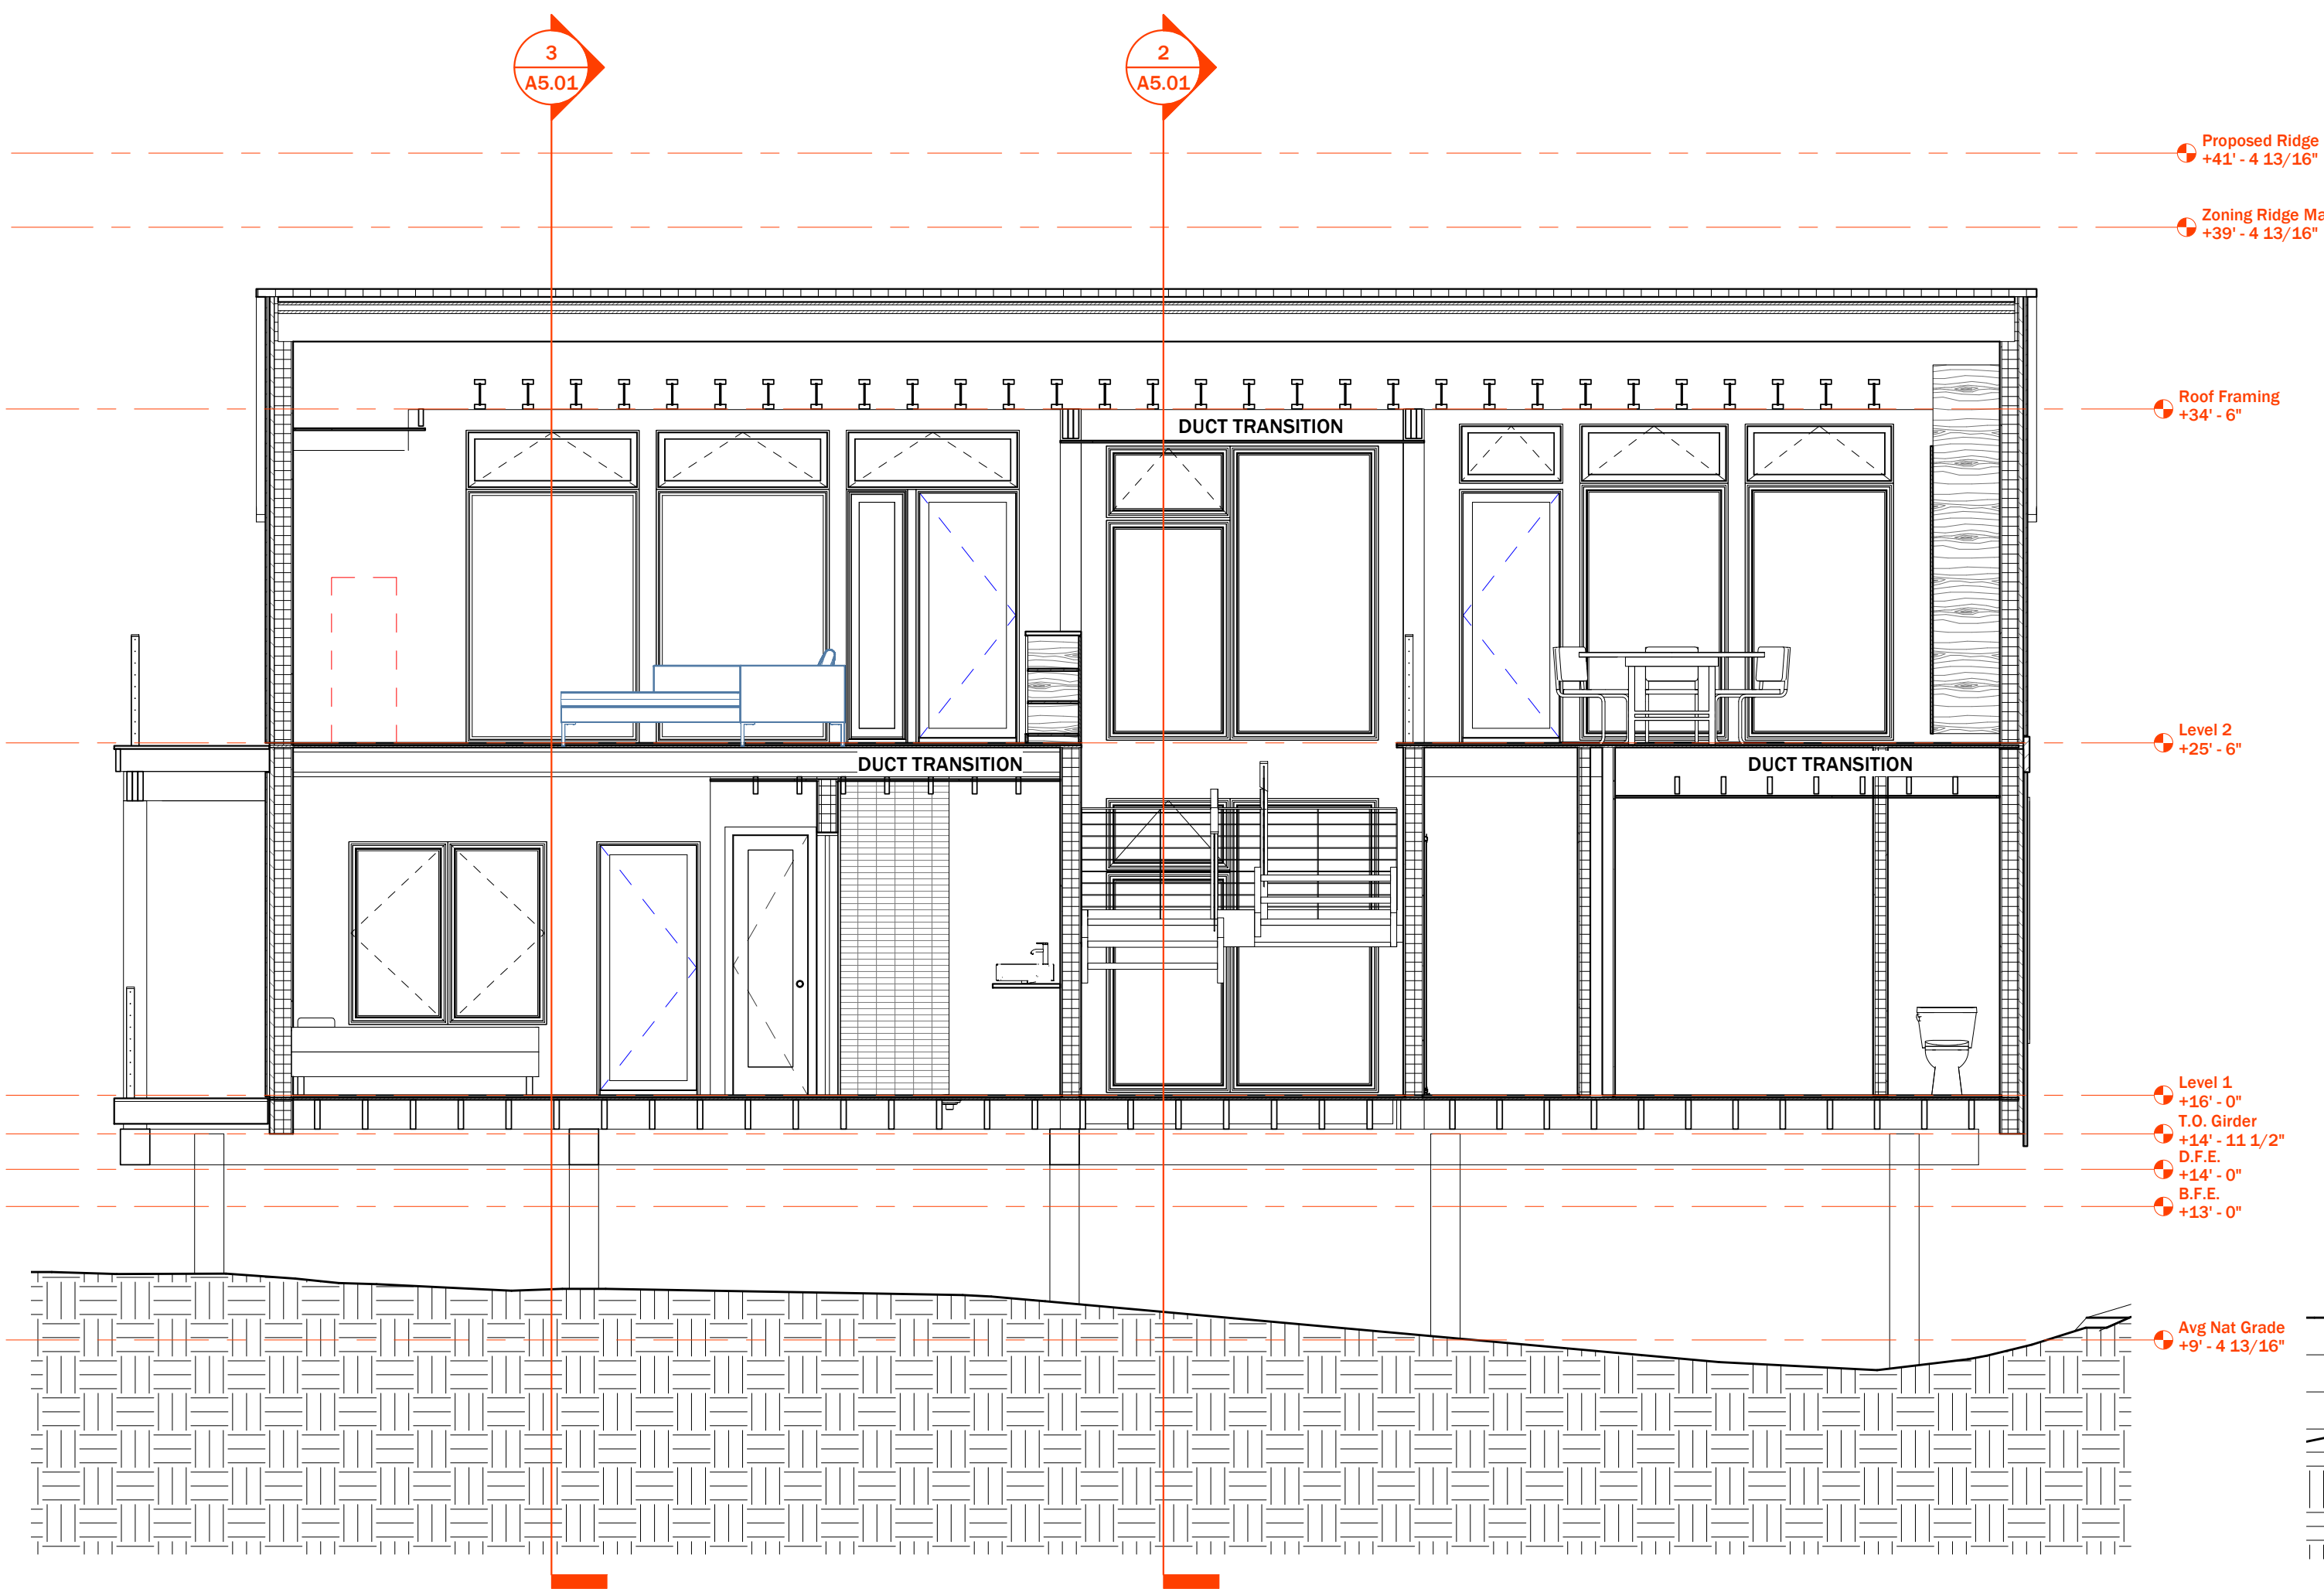 3
A5.01
2
A5.01
Proposed Ridge
+41' - 4 13/16"
Zoning Ridge Ma
+39' - 4 13/16"
Roof Framing
+34' - 6"
DUCT TRANSITION
Level 2
+25' - 6"
DUCT TRANSITION
DUCT TRANSITION
Level 1
+16' - 0"
T.O. Girder
+14' - 11 1/2"
D.F.E.
+14' - 0"
B.F.E.
+13' - 0"
Avg Nat Grade
+9' - 4 13/16"